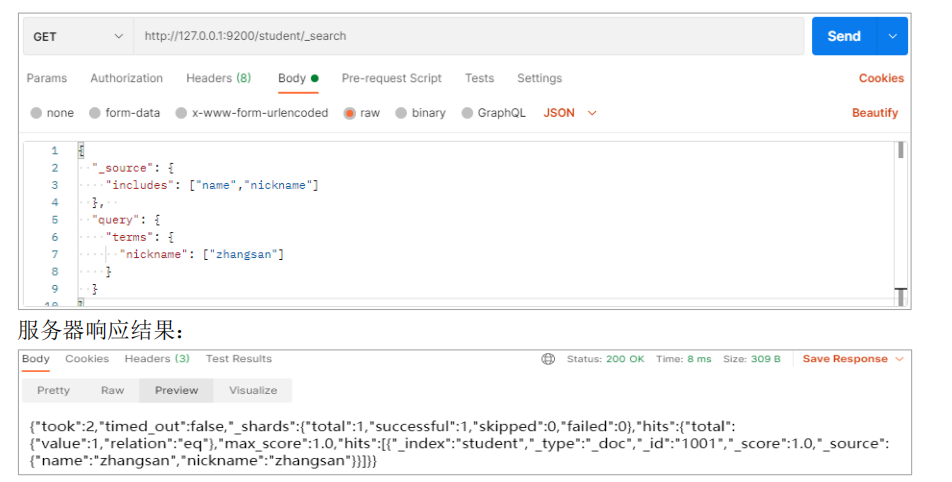 GET http://127.0.0.1:9200/student/_search Send
Params Authorization Headers (8) Body Pre-request Script Tests Settings Cookies
none form-data x-www-form-urlencoded raw binary GraphQL JSON Beautify
1 {
2 "_source": {
3 "includes": ["name","nickname"]
4 },
5 "query": {
6 "terms": {
7 "nickname": ["zhangsan"]
8 }
9 }
10 }
服务器响应结果：
Body Cookies Headers (3) Test Results Status: 200 OK Time: 8 ms Size: 309 B Save Response
Pretty Raw Preview Visualize
{"took":2,"timed_out":false,"_shards":{"total":1,"successful":1,"skipped":0,"failed":0},"hits":{"total":
{"value":1,"relation":"eq"},"max_score":1.0,"hits":[{"_index":"student","_type":"_doc","_id":"1001","_score":1.0,"_source":
{"name":"zhangsan","nickname":"zhangsan"}}]}}